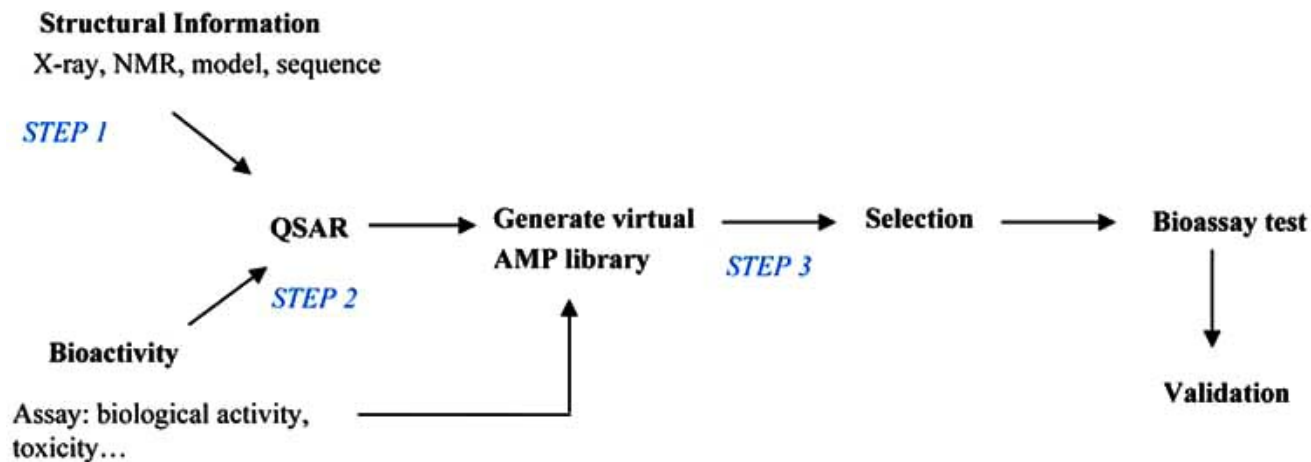 Structural Information
X-ray, NMR, model, sequence
STEP 1
QSAR
STEP 2
Generate virtual
AMP library
STEP 3
Selection
Bioassay test
Bioactivity
Assay: biological activity,
toxicity…
Validation